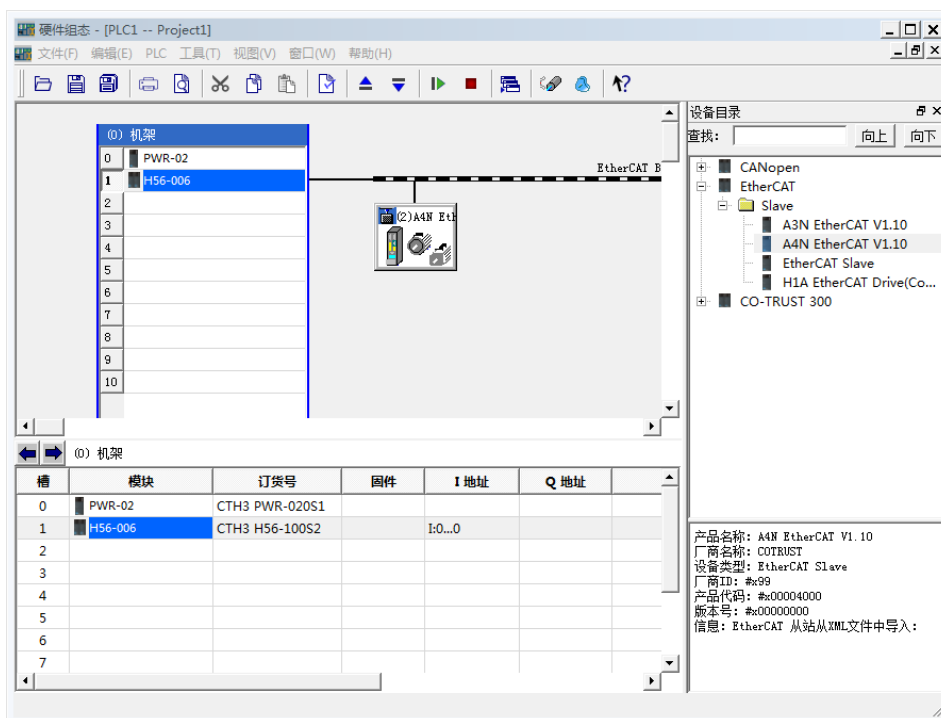 硬件组态 - [PLC1 -- Project1]
文件(F) 编辑(E) PLC 工具(T) 视图(V) 窗口(W) 帮助(H)
(0) 机架
0 PWR-02
1 H56-006
2
3
4
5
6
7
8
9
10
EtherCAT B
(2)A4N Et
设备目录
查找: 向上 向下
CANopen
EtherCAT
Slave
A3N EtherCAT V1.10
A4N EtherCAT V1.10
EtherCAT Slave
H1A EtherCAT Drive(Co...
CO-TRUST 300
(0) 机架
槽 模块 订货号 固件 I 地址 Q 地址
0 PWR-02 CTH3 PWR-020S1
1 H56-006 CTH3 H56-100S2 I:0...0
2
3
4
5
6
7
产品名称: A4N EtherCAT V1.10
厂商名称: COTRUST
设备类型: EtherCAT Slave
厂商ID: #x99
产品代码: #x00004000
版本号: #x00000000
信息: EtherCAT 从站从XML文件中导入: